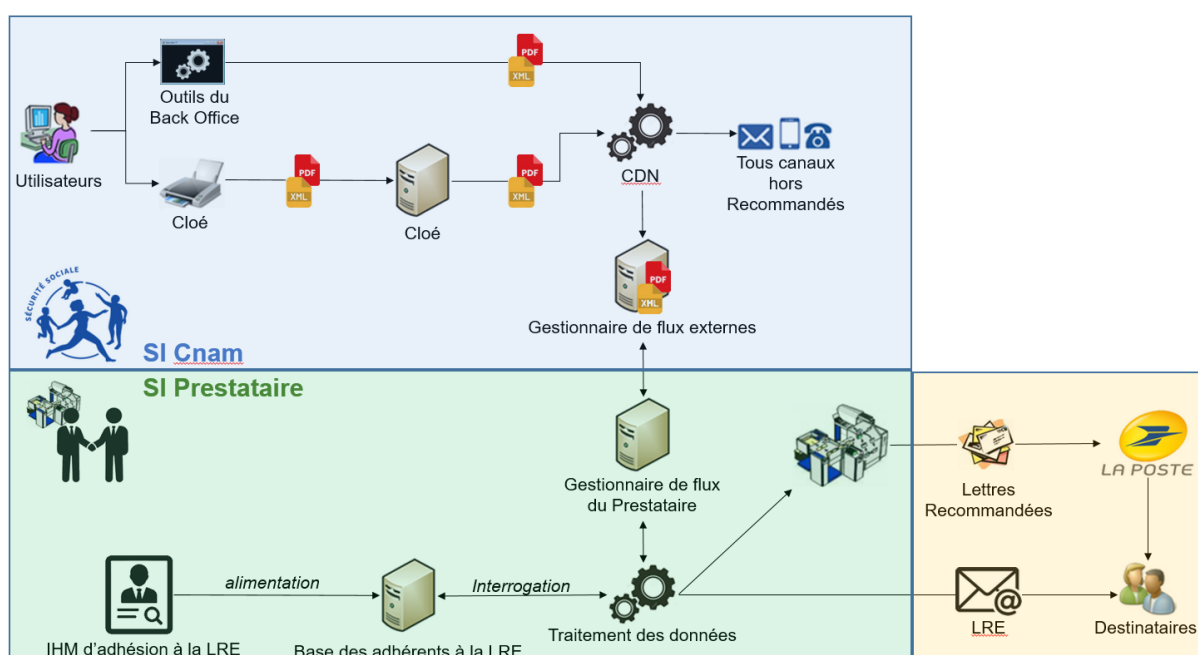 PDF
XML
Outils du
Back Office
Utilisateurs
PDF
XML
PDF
XML
CDN
Tous canaux
hors
Recommandés
Cloé
Cloé
PDF
XML
Gestionnaire de flux externes
SÉCURITÉ SOCIALE
SI Cnam
SI Prestataire
Gestionnaire de flux
du Prestataire
Lettres
Recommandées
LA POSTE
alimentation
Interrogation
@
IHM d'adhésion à la LRE
Base des adhérents à la LRE
Traitement des données
LRE
Destinataires